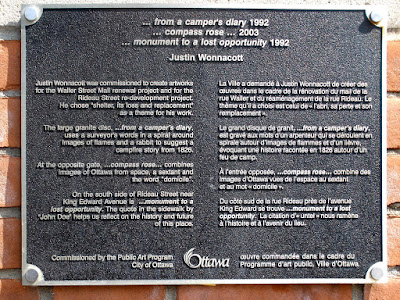 ... from a camper's diary 1992
... compass rose ... 2003
... monument to a lost opportunity 1992
Justin Wonnacott
Justin Wonnacott was commissioned to create artworks
for the Waller Street Mall renewal project and for the
Rideau Street re-development project.
He chose "shelter, its loss and replacement"
as a theme for his work.
The large granite disc, ...from a camper's diary,
uses a surveyor's words in a spiral around
images of flames and a rabbit to suggest a
campfire story from 1826.
At the opposite gate, ...compass rose... combines
images of Ottawa from space, a sextant and
the word, "domicile".
On the south side of Rideau Street near
King Edward Avenue is ...monument to a
lost opportunity. The quote in the sidewalk by
"John Doe" helps us reflect on the history and future
of this place.
Commissioned by the Public Art Program
City of Ottawa
La Ville a demandé à Justin Wonnacott de créer des
œuvres dans le cadre de la rénovation du mail de la
rue Waller et du réaménagement de la rue Rideau. Le
thème qu'il a choisi est celui de « l'abri, sa perte et son
remplacement ».
Le grand disque de granit, ...from a camper's diary,
est gravé aux mots d'un arpenteur qui se déroulent en
spirale autour d'images de flammes et d'un lièvre,
évoquant une histoire racontée en 1826 autour d'un
feu de camp.
À l'entrée opposée, ...compass rose... combine des
images d'Ottawa vues de l'espace au sextant
et au mot « domicile ».
Du côté sud de la rue Rideau près de l'avenue
King Edward se trouve ...monument to a lost
opportunity. La citation d'« untel » nous ramène
à l'histoire et à l'avenir du lieu.
Ottawa
œuvre commandée dans le cadre du
Programme d'art public, Ville d'Ottawa